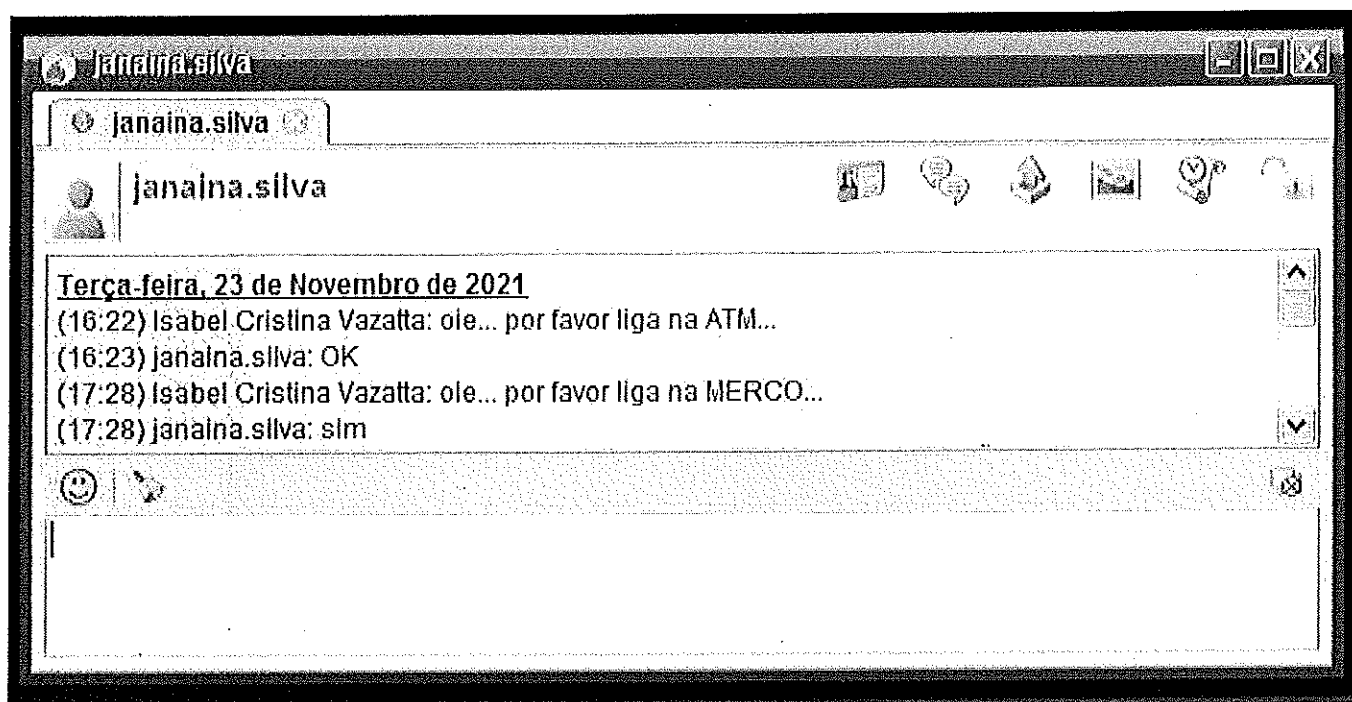 janaina.silva
janaina.silva
janaina.silva
Terça-feira, 23 de Novembro de 2021
(16:22) Isabel Cristina Vazatta: oie... por favor liga na ATM...
(16:23) janaina.silva: OK
(17:28) Isabel Cristina Vazatta: oie... por favor liga na MERCO...
(17:28) janaina.silva: sim